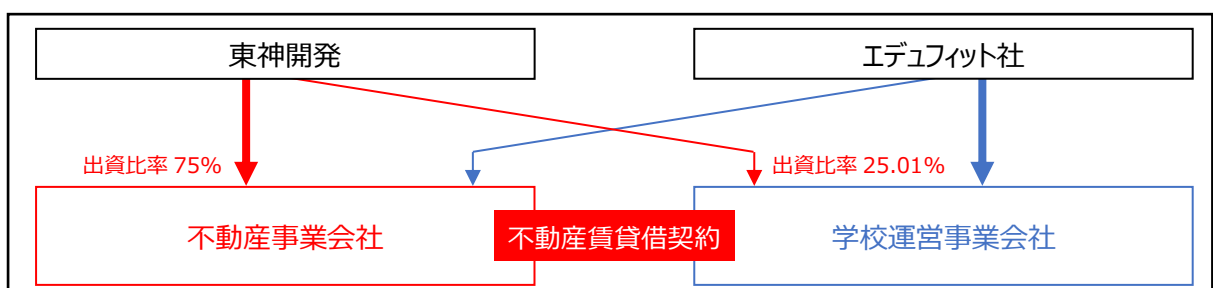 東神開発
エデュフィット社
出資比率 75%
出資比率 25.01%
不動産事業会社
不動産賃貸借契約
学校運営事業会社